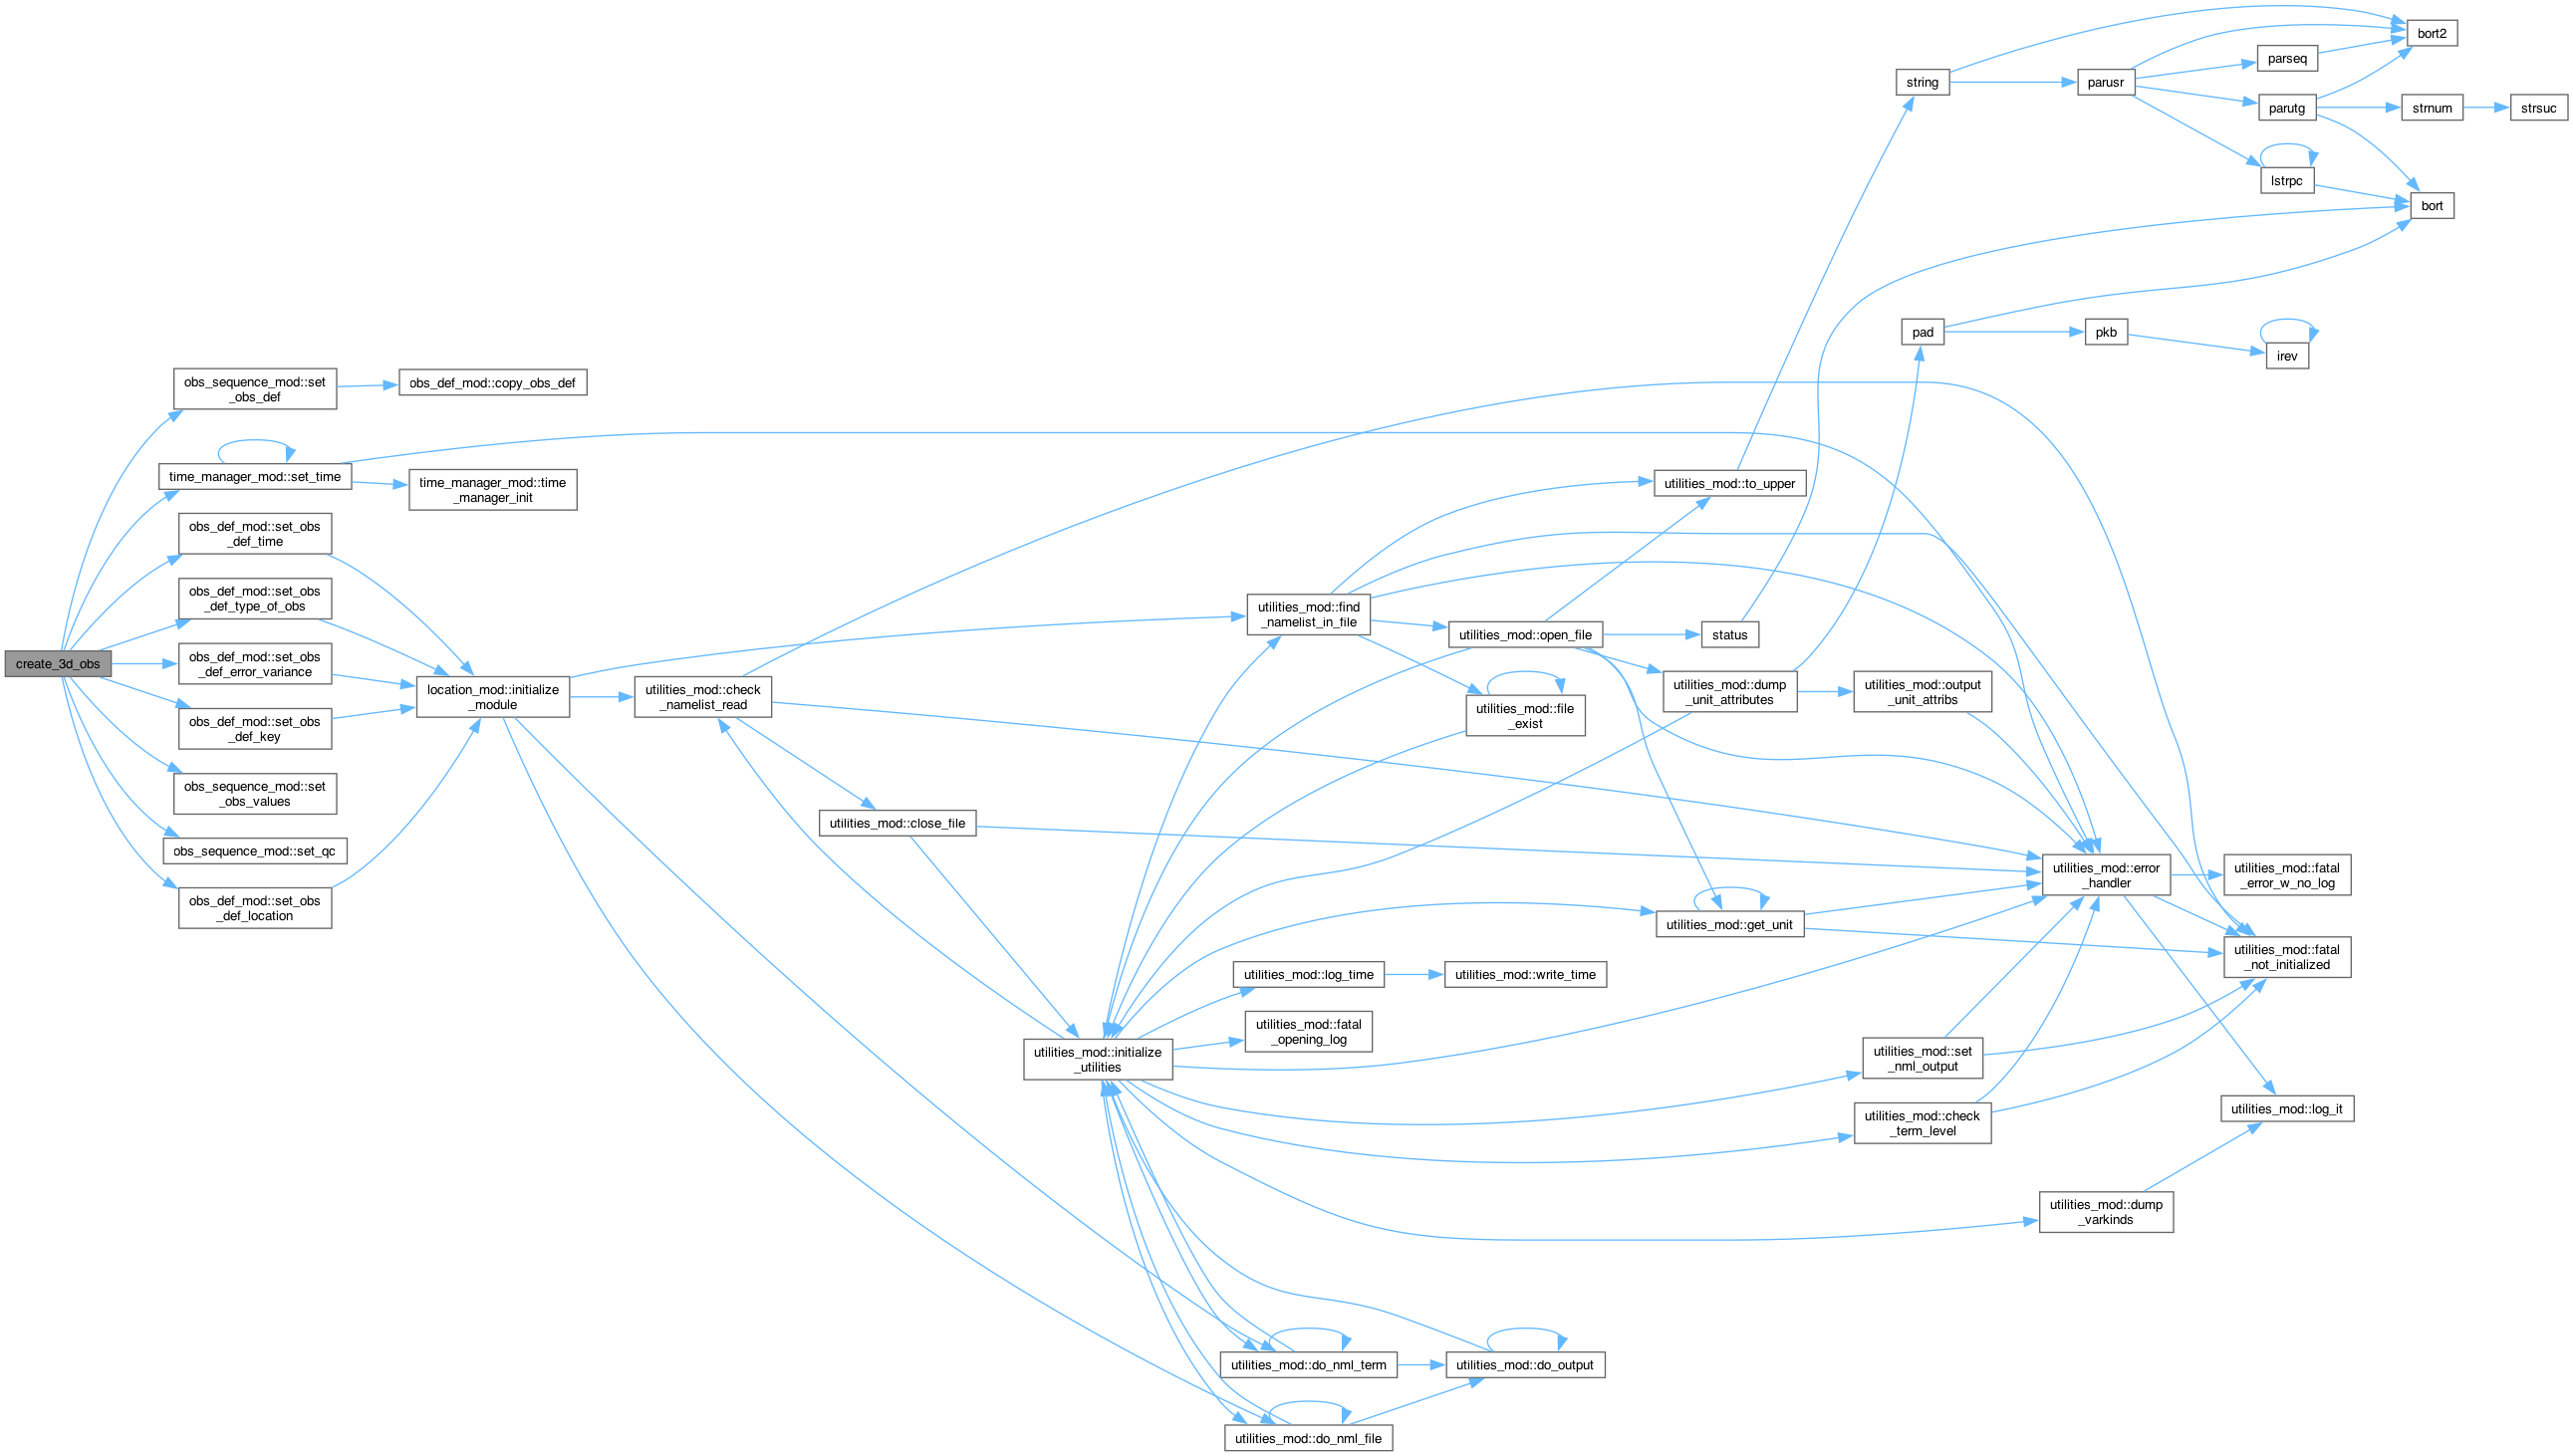 create_3d_obs
obs_sequence_mod::set
_obs_def
time_manager_mod::set_time
obs_def_mod::set_obs
_def_time
obs_def_mod::set_obs
_def_type_of_obs
obs_def_mod::set_obs
_def_error_variance
obs_def_mod::set_obs
_def_key
obs_sequence_mod::set
_obs_values
obs_sequence_mod::set_qc
obs_def_mod::set_obs
_def_location
obs_def_mod::copy_obs_def
time_manager_mod::time
_manager_init
location_mod::initialize
_module
utilities_mod::check
_namelist_read
utilities_mod::close_file
utilities_mod::initialize
_utilities
utilities_mod::find
_namelist_in_file
utilities_mod::log_time
utilities_mod::fatal
_opening_log
utilities_mod::do_nml_term
utilities_mod::do_nml_file
utilities_mod::open_file
utilities_mod::file
_exist
utilities_mod::write_time
utilities_mod::do_output
utilities_mod::to_upper
status
utilities_mod::dump
_unit_attributes
utilities_mod::get_unit
string
pad
utilities_mod::output
_unit_attribs
utilities_mod::set
_nml_output
utilities_mod::check
_term_level
parusr
pkb
utilities_mod::error
_handler
utilities_mod::dump
_varkinds
parseq
parutg
lstrpc
irev
utilities_mod::fatal
_error_w_no_log
utilities_mod::fatal
_not_initialized
utilities_mod::log_it
bort2
strnum
bort
strsuc